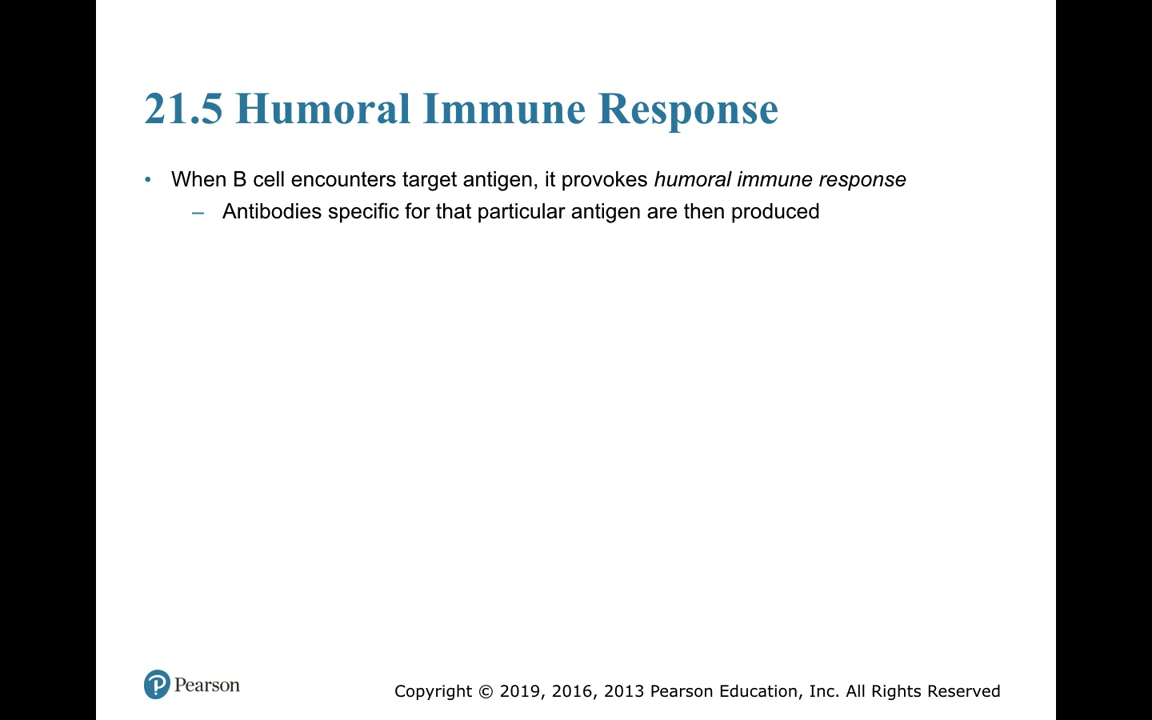 21.5 Humoral Immune Response
• When B cell encounters target antigen, it provokes humoral immune response
– Antibodies specific for that particular antigen are then produced
Pearson
Copyright © 2019, 2016, 2013 Pearson Education, Inc. All Rights Reserved